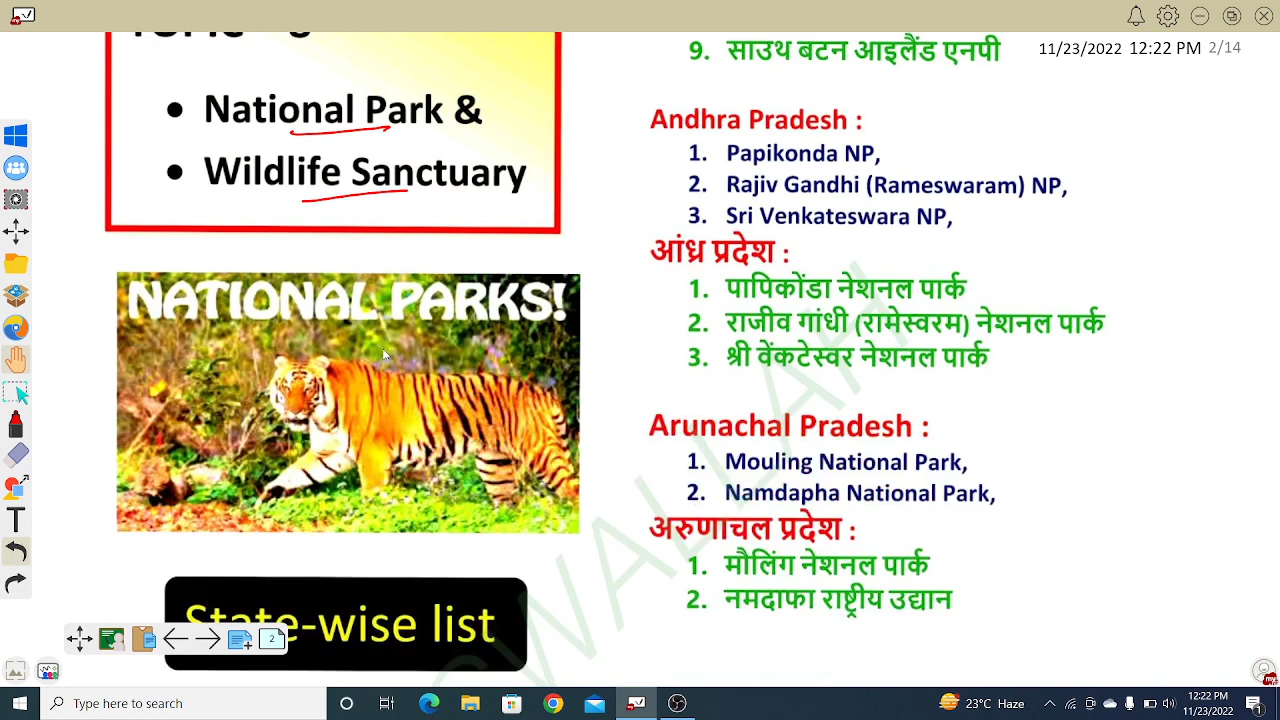 11/23/2022 12:22 PM 2/14
National Park &
Wildlife Sanctuary
NATIONAL PARKS!
State-wise list
9. साउथ बटन आइलैंड एनपी
Andhra Pradesh :
1. Papikonda NP,
2. Rajiv Gandhi (Rameswaram) NP,
3. Sri Venkateswara NP,
आंध्र प्रदेश :
1. पापिकोंडा नेशनल पार्क
2. राजीव गांधी (रामेस्वरम) नेशनल पार्क
3. श्री वेंकटेस्वर नेशनल पार्क
Arunachal Pradesh :
1. Mouling National Park,
2. Namdapha National Park,
अरुणाचल प्रदेश :
1. मौलिंग नेशनल पार्क
2. नमदाफा राष्ट्रीय उद्यान
2
Type here to search
23°C Haze
12:22 PM
11/23/2022